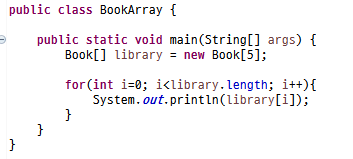 public class BookArray {
public static void main(String[] args) {
Book[] library = new Book[5];
for(int i=0; i<library.length; i++){
System.out.println(library[i]);
}
}
}